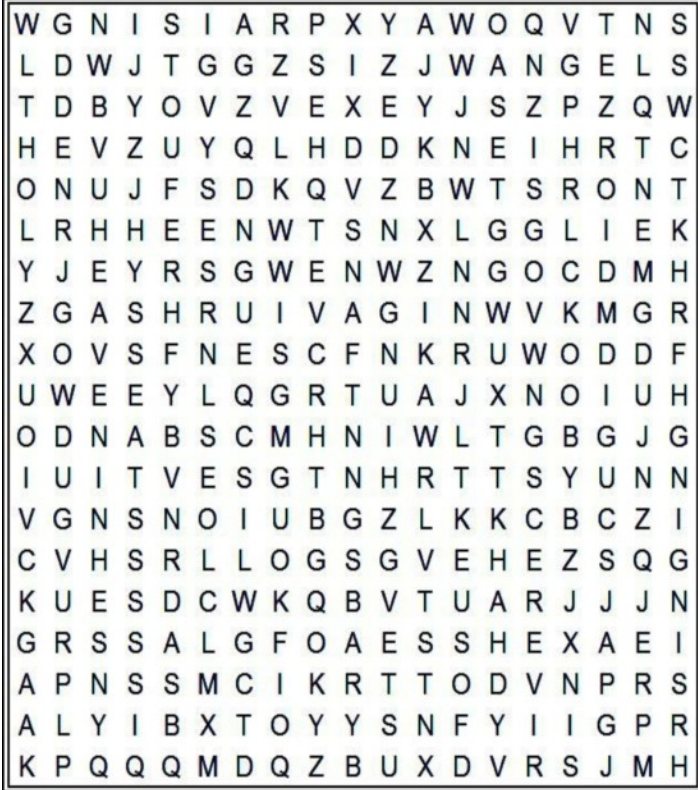 W G N I S I A R P X Y A W O Q V T N S
L D W J T G G Z S I Z J W A N G E L S
T D B Y O V Z V E X E Y J S Z P Z Q W
H E V Z U Y Q L H D D K N E I H R T C
O N U J F S D K Q V Z B W T S R O N T
L R H H E E N W T S N X L G G L I E K
Y J E Y R S G W E N W Z N G O C D M H
Z G A S H R U I V A G I N W V K M G R
X O V S F N E S C F N K R U W O D D F
U W E E Y L Q G R T U A J X N O I U H
O D N A B S C M H N I W L T G B G J G
I U I T V E S G T N H R T T S Y U N N
V G N S N O I U B G Z L K K C B C Z I
C V H S R L L O G S G V E H E Z S Q G
K U E S D C W K Q B V T U A R J J J N
G R S S A L G F O A E S S H E X A E I
A P N S S M C I K R T T O D V N P R S
A L Y I B X T O Y Y S N F Y I I G P R
K P Q Q Q M D Q Z B U X D V R S J M H